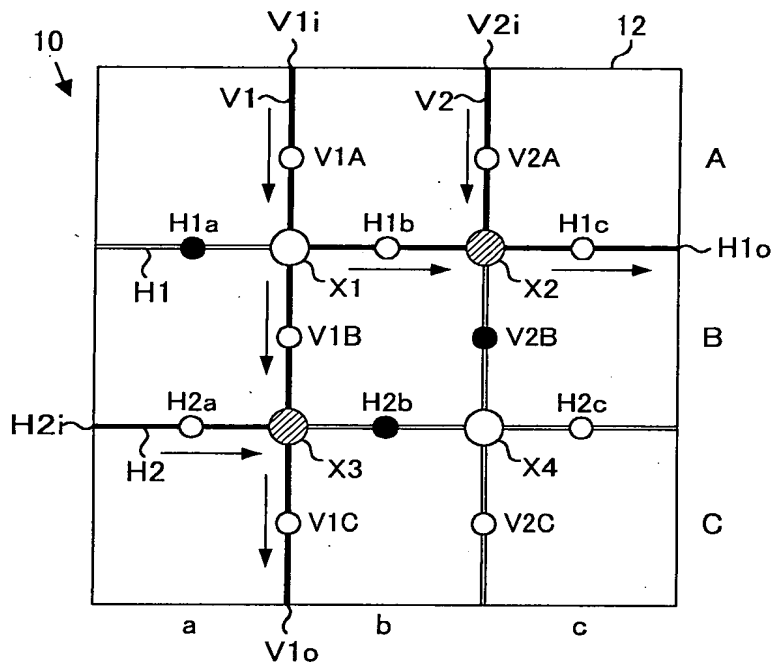 V1i V2i 12
10
V1 V2
V1A V2A A
H1a H1b H1c
H1o
H1 X1 X2
V1B V2B B
H2a H2b H2c
H2i
H2 X3 X4
V1C V2C C
a b c
V1o